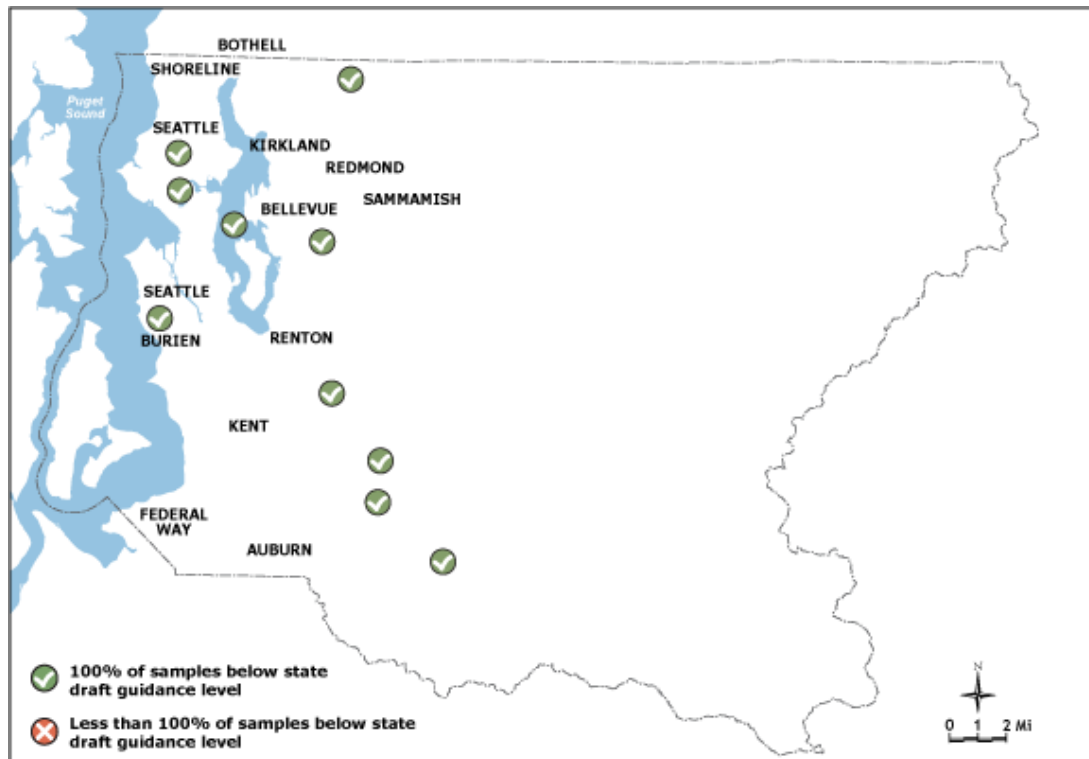 BOTHELL
SHORELINE
Puget
Sound
SEATTLE
KIRKLAND
REDMOND
SAMMAMISH
BELLEVUE
SEATTLE
BURIEN
RENTON
KENT
FEDERAL
WAY
AUBURN
100% of samples below state
draft guidance level
Less than 100% of samples below state
draft guidance level
N
0 1 2 Mi